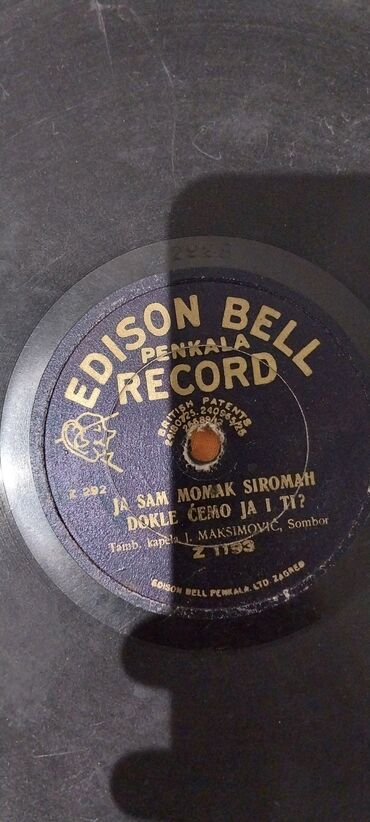 EDISON BELL
PENKALA
RECORD
BRITISH PATENTS
Z 292
JA SAM MOMAK SIROMAH
DOKLE ĆEMO JA I TI?
Tamb. kapela J. MAKSIMOVIĆ, Sombor
Z 1193
EDISON BELL PENKALA. LTD ZAGREB